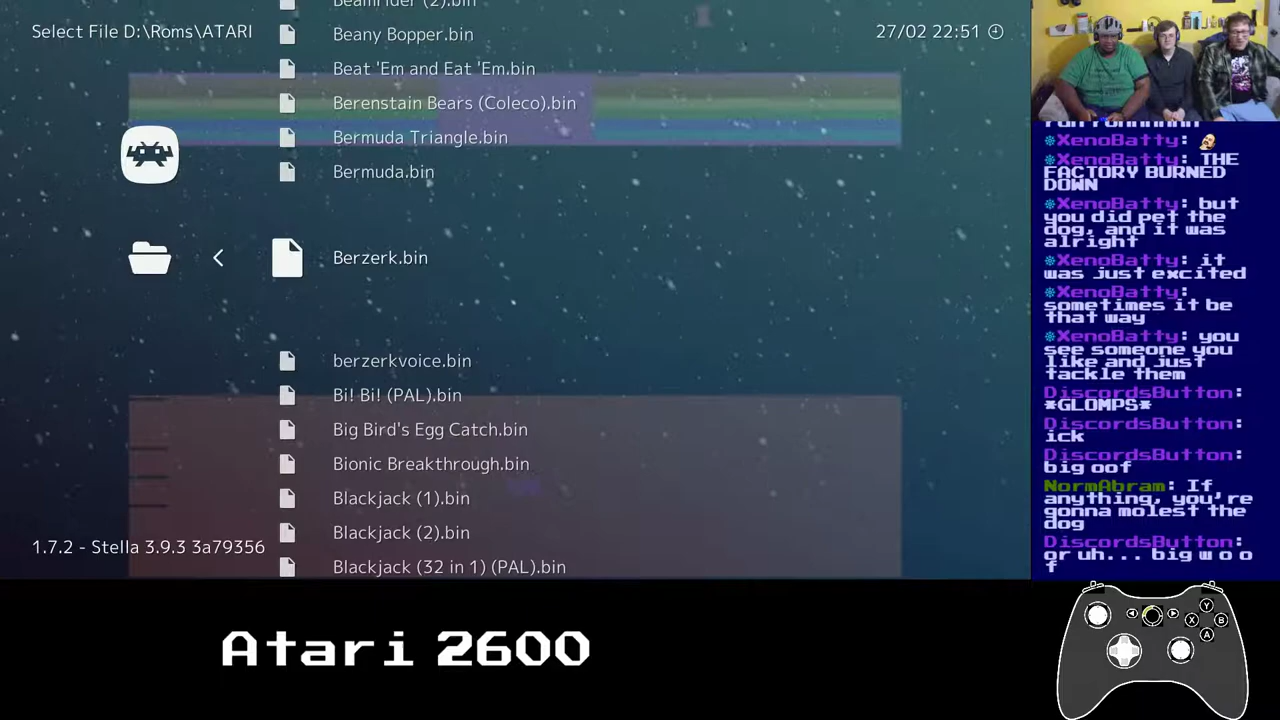 Beamrider (2).bin
Select File D:\Roms\ATARI
27/02 22:51
Beany Bopper.bin
Beat 'Em and Eat 'Em.bin
Berenstain Bears (Coleco).bin
Bermuda Triangle.bin
Bermuda.bin
Berzerk.bin
berzerkvoice.bin
Bi! Bi! (PAL).bin
Big Bird's Egg Catch.bin
Bionic Breakthrough.bin
Blackjack (1).bin
Blackjack (2).bin
1.7.2 - Stella 3.9.3 3a79356
Blackjack (32 in 1) (PAL).bin
XenoBatty:
XenoBatty: THE
FACTORY BURNED
DOWN
XenoBatty: but
you did pet the
dog, and it was
alright
XenoBatty: it
was just excited
XenoBatty:
sometimes it be
that way
XenoBatty: you
see someone you
like and just
tackle them
DiscordsButton:
*GLOMPS*
DiscordsButton:
ick
DiscordsButton:
big oof
NormAbram: If
anything, you're
gonna molest the
dog
DiscordsButton:
or uh... big w o o
f
Atari 2600
Y
X
B
A